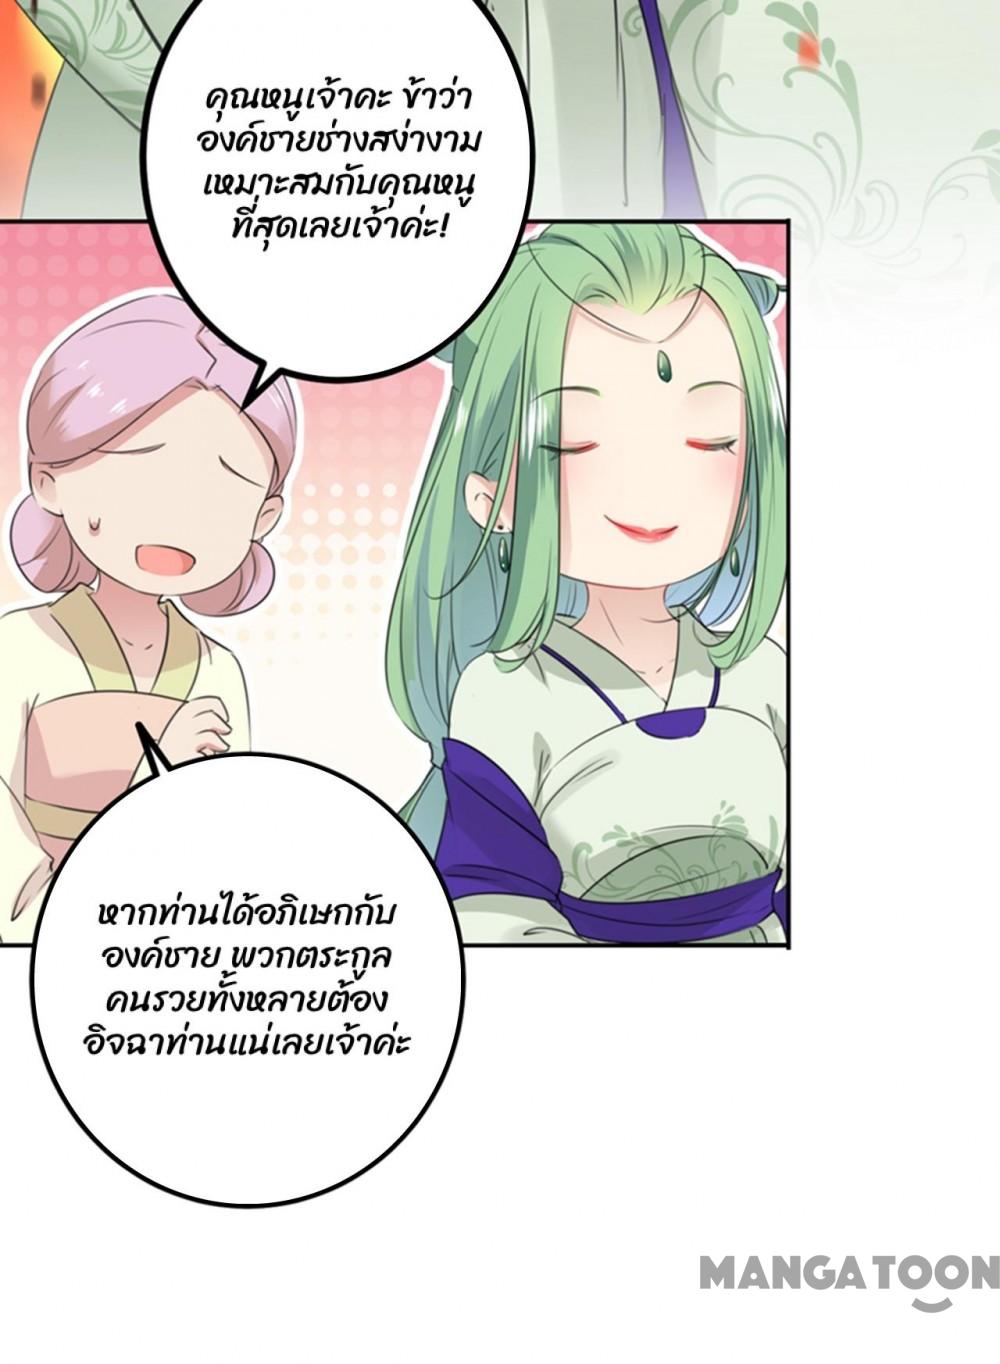 คุณหนูเจ้าคะ ข้าว่า
องค์ชายช่างสง่างาม
เหมาะสมกับคุณหนู
ที่สุดเลยเจ้าค่ะ!
หากท่านได้อภิเษกกับ
องค์ชาย พวกตระกูล
คนรวยทั้งหลายต้อง
อิจฉาท่านแน่เลยเจ้าค่ะ
MANGATOON